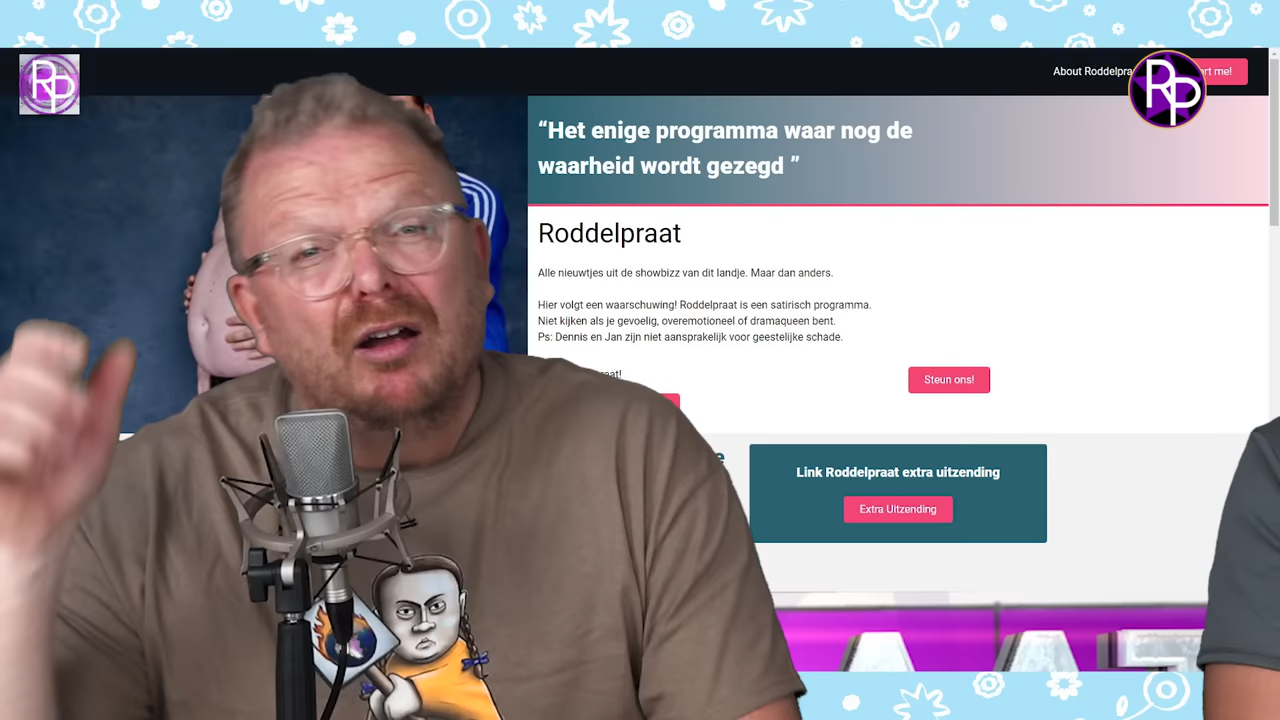 RP
About Roddelpra
RP
rt me!
“Het enige programma waar nog de
waarheid wordt gezegd ”
Roddelpraat
Alle nieuwtjes uit de showbizz van dit landje. Maar dan anders.
Hier volgt een waarschuwing! Roddelpraat is een satirisch programma.
Niet kijken als je gevoelig, overemotioneel of dramaqueen bent.
Ps: Dennis en Jan zijn niet aansprakelijk voor geestelijke schade.
Steun ons!
Link Roddelpraat extra uitzending
Extra Uitzending